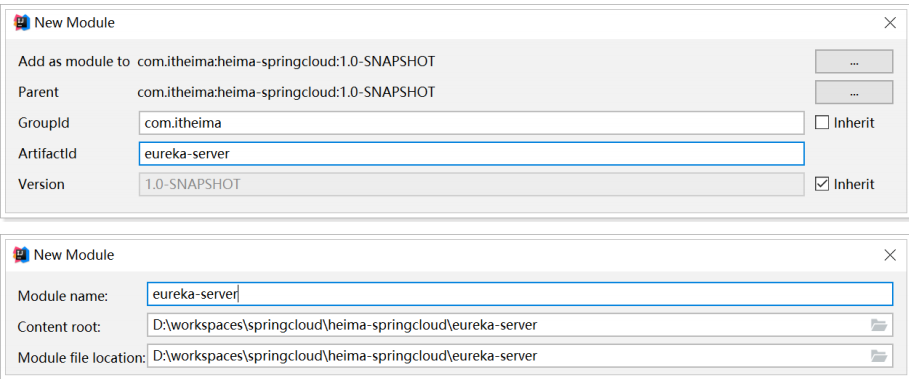 New Module
Add as module to com.itheima:heima-springcloud:1.0-SNAPSHOT ...
Parent com.itheima:heima-springcloud:1.0-SNAPSHOT ...
GroupId com.itheima Inherit
ArtifactId eureka-server
Version 1.0-SNAPSHOT Inherit
New Module
Module name: eureka-server
Content root: D:\workspaces\springcloud\heima-springcloud\eureka-server
Module file location: D:\workspaces\springcloud\heima-springcloud\eureka-server